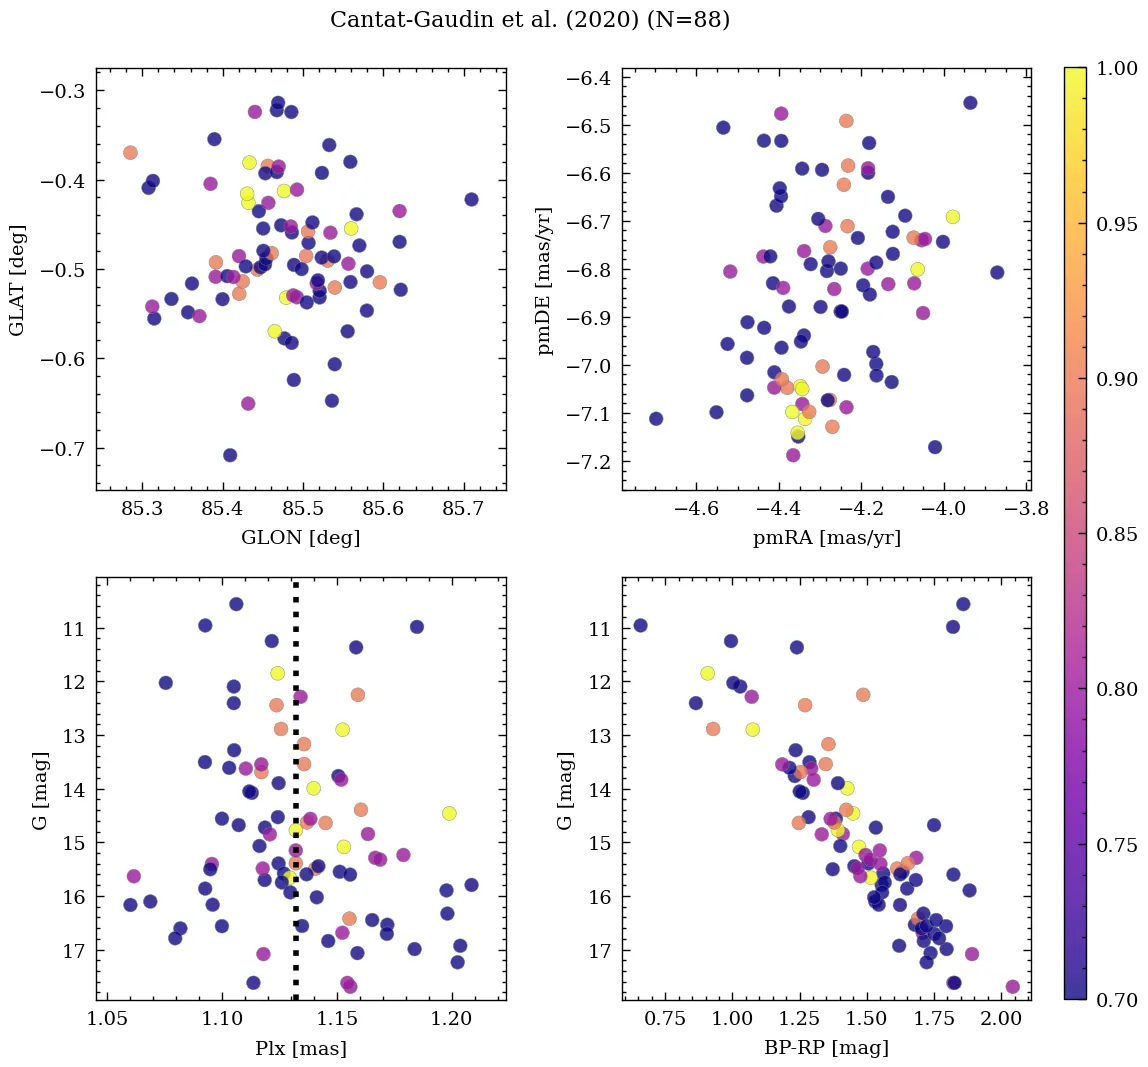 Cantat-Gaudin et al. (2020) (N=88)
−0.3
−0.4
−0.5
−0.6
−0.7
GLAT [deg]
85.3 85.4 85.5 85.6 85.7
GLON [deg]
−6.4
−6.5
−6.6
−6.7
−6.8
−6.9
−7.0
−7.1
−7.2
pmDE [mas/yr]
−4.6 −4.4 −4.2 −4.0 −3.8
pmRA [mas/yr]
11
12
13
14
15
16
17
G [mag]
1.05 1.10 1.15 1.20
Plx [mas]
11
12
13
14
15
16
17
G [mag]
0.75 1.00 1.25 1.50 1.75 2.00
BP-RP [mag]
1.00
0.95
0.90
0.85
0.80
0.75
0.70